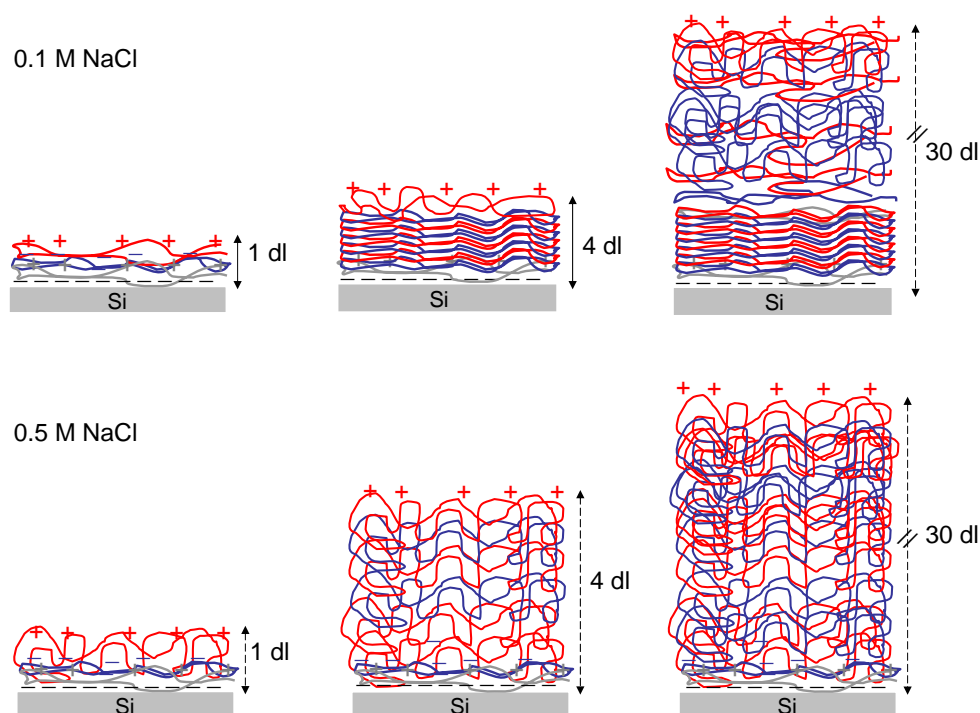 0.1 M NaCl
+ + + + +
+ + + + +
30 dl
+ + + + +
1 dl
4 dl
Si
Si
Si
0.5 M NaCl
+ + + + +
+ + + + +
30 dl
4 dl
+ + + + +
1 dl
Si
Si
Si